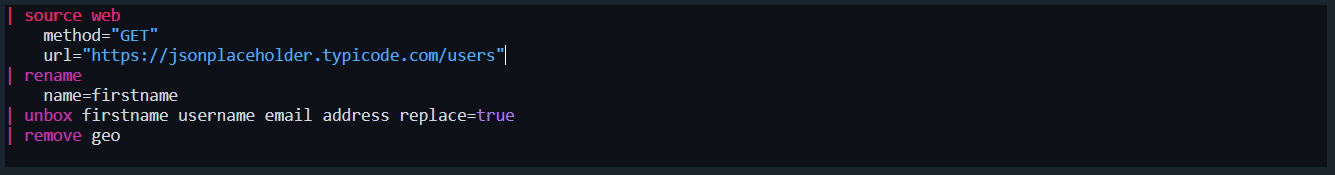 | source web
method="GET"
url="https://jsonplaceholder.typicode.com/users"
| rename
name=firstname
| unbox firstname username email address replace=true
| remove geo